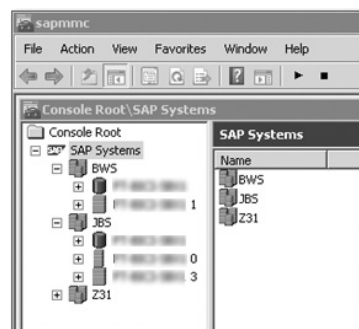 sapmmc
File Action View Favorites Window Help
Console Root\SAP Systems
Console Root
SAP Systems
BWS
1
JBS
0
3
Z31
SAP Systems
Name
BWS
JBS
Z31